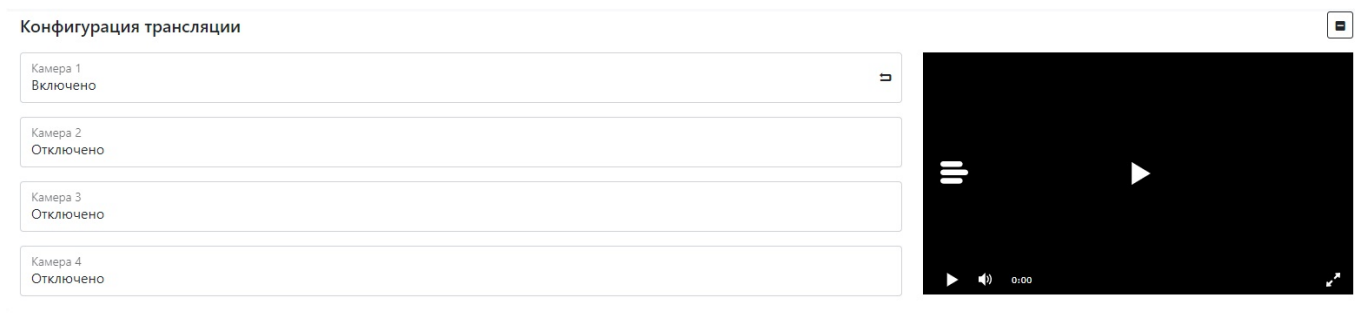 Конфигурация трансляции
Камера 1
Включено
Камера 2
Отключено
Камера 3
Отключено
Камера 4
Отключено
0:00